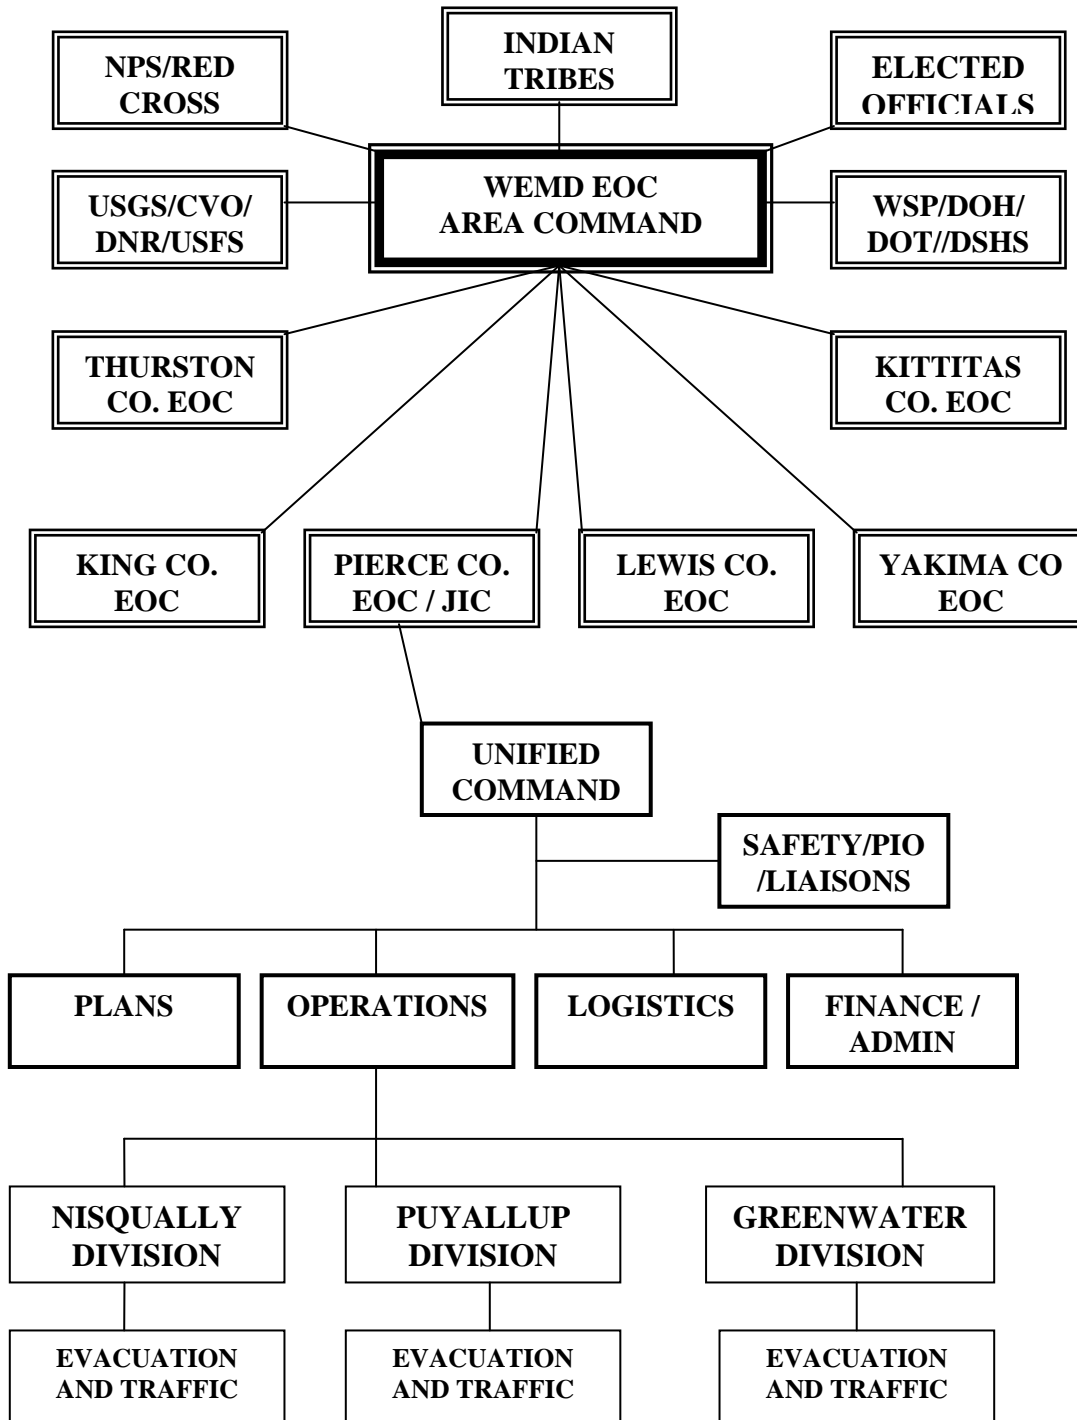 NPS/RED
CROSS
INDIAN
TRIBES
ELECTED
OFFICIALS
USGS/CVO/
DNR/USFS
WEMD EOC
AREA COMMAND
WSP/DOH/
DOT//DSHS
THURSTON
CO. EOC
KITTITAS
CO. EOC
KING CO.
EOC
PIERCE CO.
EOC / JIC
LEWIS CO.
EOC
YAKIMA CO
EOC
UNIFIED
COMMAND
SAFETY/PIO
/LIAISONS
PLANS
OPERATIONS
LOGISTICS
FINANCE /
ADMIN
NISQUALLY
DIVISION
PUYALLUP
DIVISION
GREENWATER
DIVISION
EVACUATION
AND TRAFFIC
EVACUATION
AND TRAFFIC
EVACUATION
AND TRAFFIC